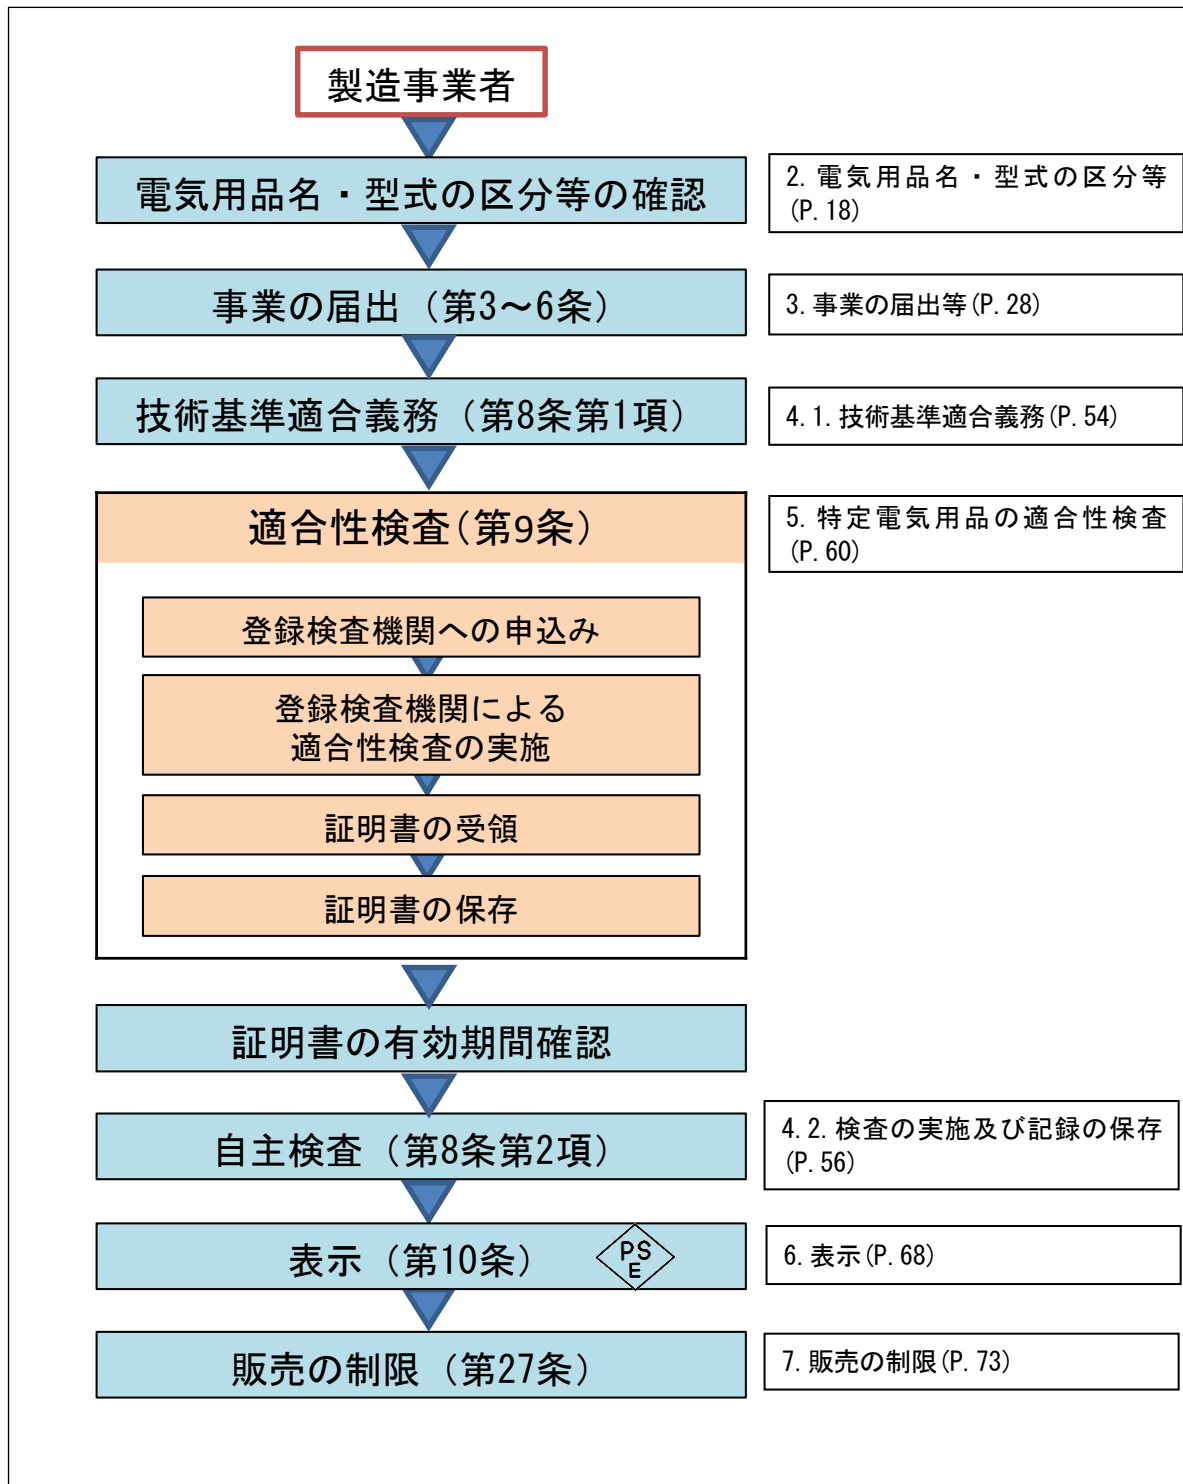 製造事業者
電気用品名・型式の区分等の確認
2.電気用品名・型式の区分等
(P.18)
事業の届出（第3～6条）
3.事業の届出等(P.28)
技術基準適合義務（第8条第1項）
4.1.技術基準適合義務(P.54)
適合性検査(第9条)
5.特定電気用品の適合性検査
(P.60)
登録検査機関への申込み
登録検査機関による
適合性検査の実施
証明書の受領
証明書の保存
証明書の有効期間確認
自主検査（第8条第2項）
4.2.検査の実施及び記録の保存
(P.56)
表示（第10条）
PS
E
6.表示(P.68)
販売の制限（第27条）
7.販売の制限(P.73)